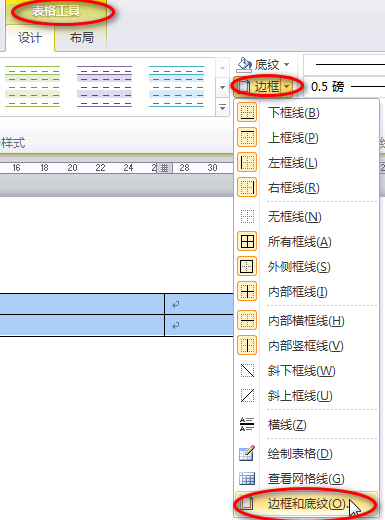 表格工具
设计 布局
底纹
边框 0.5 磅
样式
16 18 20 22 24 28 30
下框线(B)
上框线(P)
左框线(L)
右框线(R)
无框线(N)
所有框线(A)
外侧框线(S)
内部框线(I)
内部横框线(H)
内部竖框线(V)
斜下框线(W)
斜上框线(U)
横线(Z)
绘制表格(D)
查看网格线(G)
边框和底纹(O)...